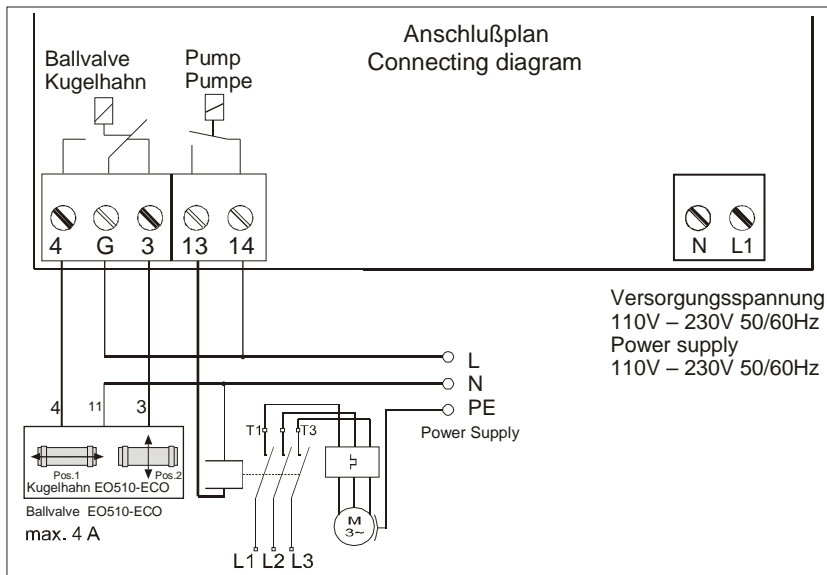 Anschlußplan
Connecting diagram
Ballvalve
Kugelhahn
Pump
Pumpe
4 G 3 13 14
N L1
Versorgungsspannung
110V – 230V 50/60Hz
Power supply
110V – 230V 50/60Hz
L
N
PE
Power Supply
4 11 3
T1 T3
Pos.1 Pos.2
Kugelhahn EO510-ECO
Ballvalve EO510-ECO
max. 4 A
M
3~
L1 L2 L3